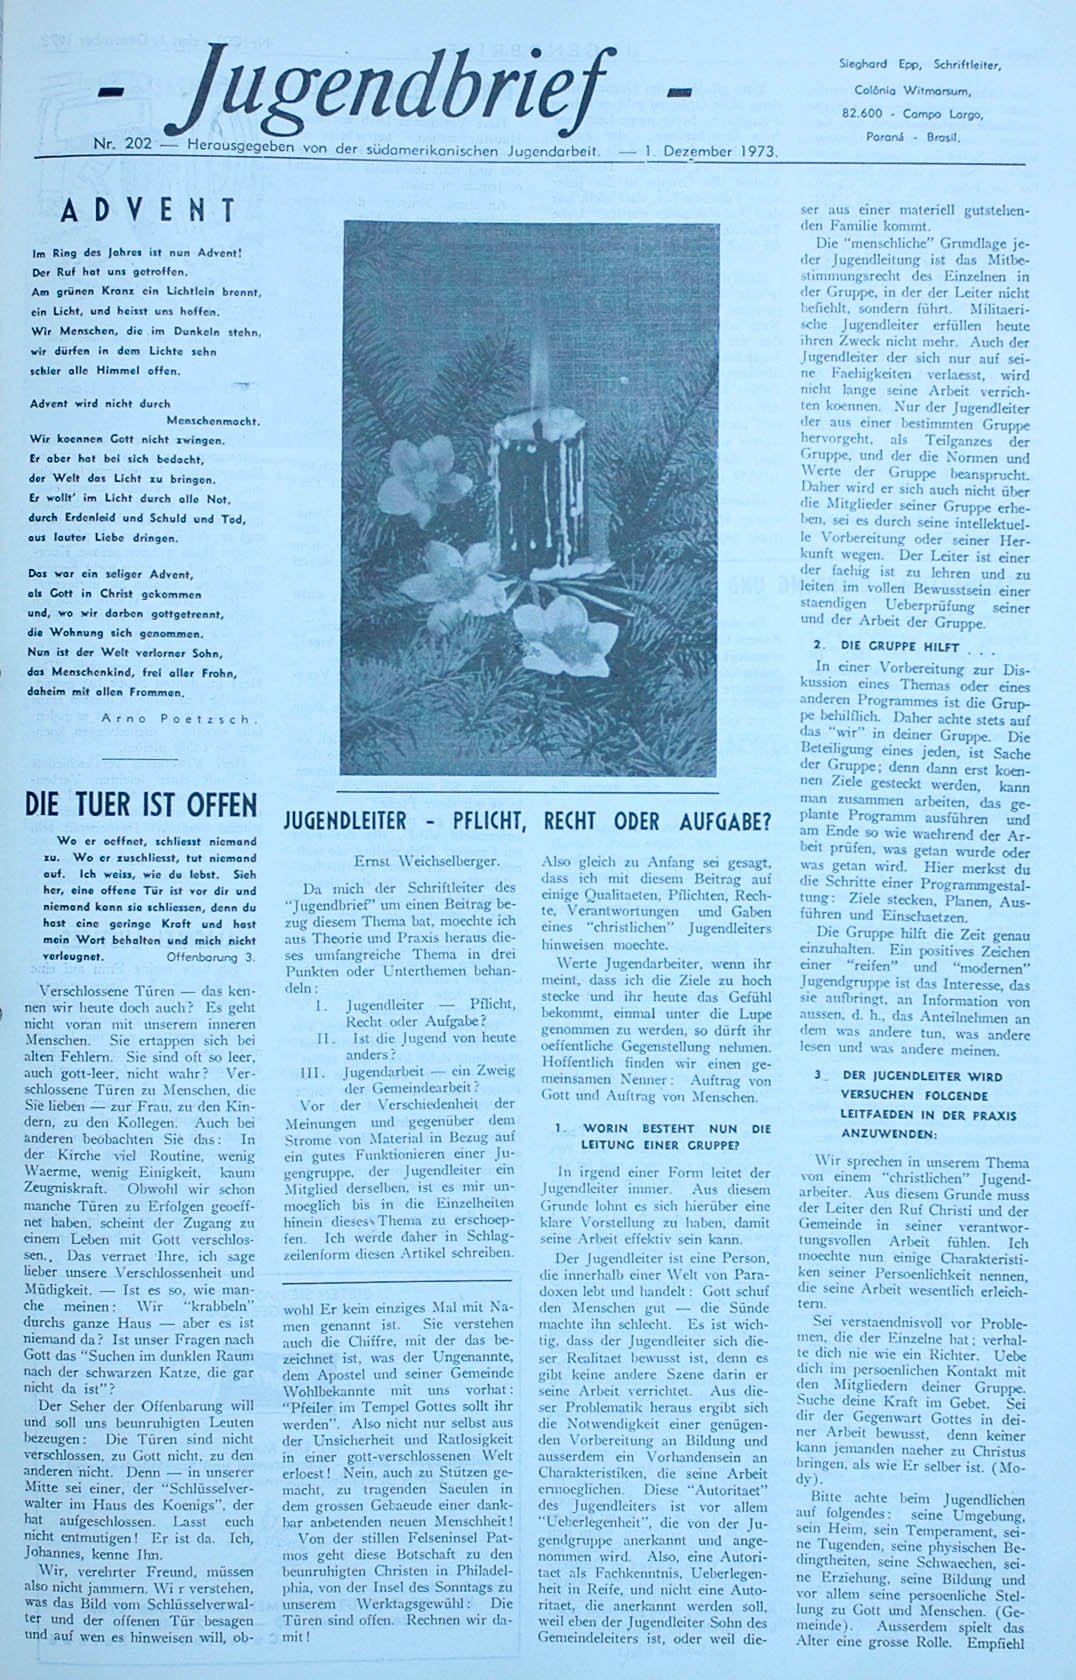 - Jugendbrief -
Sieghard Epp, Schriftleiter,
Colônia Witmarsum,
82.600 - Campo Largo,
Paraná - Brasil.
Nr. 202 — Herausgegeben von der südamerikanischen Jugendarbeit. — 1. Dezember 1973.
ADVENT
Im Ring des Jahres ist nun Advent!
Der Ruf hat uns getroffen.
Am grünen Kranz ein Lichtlein brennt,
ein Licht, und heisst uns hoffen.
Wir Menschen, die im Dunkeln stehn,
wir dürfen in dem Lichte sehn
schier alle Himmel offen.
Advent wird nicht durch
Menschenmacht.
Wir koennen Gott nicht zwingen.
Er aber hat bei sich bedacht,
der Welt das Licht zu bringen.
Er wollt' im Licht durch alle Not,
durch Erdenleid und Schuld und Tod,
aus lauter Liebe dringen.
Das war ein seliger Advent,
als Gott in Christ gekommen
und, wo wir darben gottgetrennt,
die Wohnung sich genommen.
Nun ist der Welt verlorner Sohn,
das Menschenkind, frei aller Frohn,
daheim mit allen Frommen.
Arno Poetzsch.
DIE TUER IST OFFEN
Wo er oeffnet, schliesst niemand
zu. Wo er zuschliesst, tut niemand
auf. Ich weiss, wie du lebst. Sieh
her, eine offene Tür ist vor dir und
niemand kann sie schliessen, denn du
hast eine geringe Kraft und hast
mein Wort behalten und mich nicht
verleugnet. Offenbarung 3.
Verschlossene Türen — das ken-
nen wir heute doch auch? Es geht
nicht voran mit unserem inneren
Menschen. Sie ertappen sich bei
alten Fehlern. Sie sind oft so leer,
auch gott-leer, nicht wahr? Ver-
schlossene Türen zu Menschen, die
Sie lieben — zur Frau, zu den Kin-
dern, zu den Kollegen. Auch bei
anderen beobachten Sie das: In
der Kirche viel Routine, wenig
Waerme, wenig Einigkeit, kaum
Zeugniskraft. Obwohl wir schon
manche Türen zu Erfolgen geoeff-
net haben, scheint der Zugang zu
einem Leben mit Gott verschlos-
sen.. Das verraet Ihre, ich sage
lieber unsere Verschlossenheit und
Müdigkeit. — Ist es so, wie man-
che meinen: Wir "krabbeln"
durchs ganze Haus — aber es ist
niemand da? Ist unser Fragen nach
Gott das "Suchen im dunklen Raum
nach der schwarzen Katze, die gar
nicht da ist"?
Der Seher der Offenbarung will
und soll uns beunruhigten Leuten
bezeugen: Die Türen sind nicht
verschlossen, zu Gott nicht, zu den
anderen nicht. Denn — in unserer
Mitte sei einer, der "Schlüsselver-
walter im Haus des Koenigs", der
hat aufgeschlossen. Lasst euch
nicht entmutigen! Er ist da. Ich,
Johannes, kenne Ihn.
Wir, verehrter Freund, müssen
also nicht jammern. Wi r verstehen,
was das Bild vom Schlüsselverwal-
ter und der offenen Tür besagen
und auf wen es hinweisen will, ob-
JUGENDLEITER - PFLICHT, RECHT ODER AUFGABE?
Ernst Weichselberger.
Da mich der Schriftleiter des
"Jugendbrief" um einen Beitrag be-
zug diesem Thema bat, moechte ich
aus Theorie und Praxis heraus die-
ses umfangreiche Thema in drei
Punkten oder Unterthemen behan-
deln:
I. Jugendleiter — Pflicht,
Recht oder Aufgabe?
II. Ist die Jugend von heute
anders?
III. Jugendarbeit — ein Zweig
der Gemeindearbeit?
Vor der Verschiedenheit der
Meinungen und gegenüber dem
Strome von Material in Bezug auf
ein gutes Funktionieren einer Ju-
gengruppe, der Jugendleiter ein
Mitglied derselben, ist es mir un-
moeglich bis in die Einzelheiten
hinein dieses Thema zu erschoep-
fen. Ich werde daher in Schlag-
zeilenform diesen Artikel schreiben.
wohl Er kein einziges Mal mit Na-
men genannt ist. Sie verstehen
auch die Chiffre, mit der das be-
zeichnet ist, was der Ungenannte,
dem Apostel und seiner Gemeinde
Wohlbekannte mit uns vorhat:
"Pfeiler im Tempel Gottes sollt ihr
werden". Also nicht nur selbst aus
der Unsicherheit und Ratlosigkeit
in einer gott-verschlossenen Welt
erloest! Nein, auch zu Stützen ge-
macht, zu tragenden Saeulen in
dem grossen Gebaeude einer dank-
bar anbetenden neuen Menschheit!
Von der stillen Felseninsel Pat-
mos geht diese Botschaft zu den
beunruhigten Christen in Philadel-
phia, von der Insel des Sonntags zu
unserem Werktagsgewühl: Die
Türen sind offen. Rechnen wir da-
mit!
Also gleich zu Anfang sei gesagt,
dass ich mit diesem Beitrag auf
einige Qualitaeten, Pflichten, Rech-
te, Verantwortungen und Gaben
eines "christlichen" Jugendleiters
hinweisen moechte.
Werte Jugendarbeiter, wenn ihr
meint, dass ich die Ziele zu hoch
stecke und ihr heute das Gefühl
bekommt, einmal unter die Lupe
genommen zu werden, so dürft ihr
oeffentliche Gegenstellung nehmen.
Hoffentlich finden wir einen ge-
meinsamen Nenner: Auftrag von
Gott und Auftrag von Menschen.
1. WORIN BESTEHT NUN DIE
LEITUNG EINER GRUPPE?
In irgend einer Form leitet der
Jugendleiter immer. Aus diesem
Grunde lohnt es sich hierüber eine
klare Vorstellung zu haben, damit
seine Arbeit effektiv sein kann.
Der Jugendleiter ist eine Person,
die innerhalb einer Welt von Para-
doxen lebt und handelt: Gott schuf
den Menschen gut — die Sünde
machte ihn schlecht. Es ist wich-
tig, dass der Jugendleiter sich die-
ser Realitaet bewusst ist, denn es
gibt keine andere Szene darin er
seine Arbeit verrichtet. Aus die-
ser Problematik heraus ergibt sich
die Notwendigkeit einer genügen-
den Vorbereitung an Bildung und
ausserdem ein Vorhandensein an
Charakteristiken, die seine Arbeit
ermoeglichen. Diese "Autoritaet"
des Jugendleiters ist vor allem
"Ueberlegenheit", die von der Ju-
gendgruppe anerkannt und ange-
nommen wird. Also, eine Autori-
taet als Fachkenntnis, Ueberlegen-
heit in Reife, und nicht eine Auto-
ritaet, die anerkannt werden soll,
weil eben der Jugendleiter Sohn des
Gemeindeleiters ist, oder weil die-
ser aus einer materiell gutstehen-
den Familie kommt.
Die "menschliche" Grundlage je-
der Jugendleitung ist das Mitbe-
stimmungsrecht des Einzelnen in
der Gruppe, in der der Leiter nicht
befiehlt, sondern führt. Militaeri-
sche Jugendleiter erfüllen heute
ihren Zweck nicht mehr. Auch der
Jugendleiter der sich nur auf sei-
ne Faehigkeiten verlaesst, wird
nicht lange seine Arbeit verrich-
ten koennen. Nur der Jugendleiter
der aus einer bestimmten Gruppe
hervorgeht, als Teilganzes der
Gruppe, und der die Normen und
Werte der Gruppe beansprucht.
Daher wird er sich auch nicht über
die Mitglieder seiner Gruppe erhe-
ben, sei es durch seine intellektuel-
le Vorbereitung oder seiner Her-
kunft wegen. Der Leiter ist einer
der faehig ist zu lehren und zu
leiten im vollen Bewusstsein einer
staendigen Ueberprüfung seiner
und der Arbeit der Gruppe.
2. DIE GRUPPE HILFT . . .
In einer Vorbereitung zur Dis-
kussion eines Themas oder eines
anderen Programmes ist die Grup-
pe behilflich. Daher achte stets auf
das "wir" in deiner Gruppe. Die
Beteiligung eines jeden, ist Sache
der Gruppe; denn dann erst koen-
nen Ziele gesteckt werden, kann
man zusammen arbeiten, das ge-
plante Programm ausführen und
am Ende so wie waehrend der Ar-
beit prüfen, was getan wurde oder
was getan wird. Hier merkst du
die Schritte einer Programmgestal-
tung: Ziele stecken, Planen, Aus-
führen und Einschaetzen.
Die Gruppe hilft die Zeit genau
einzuhalten. Ein positives Zeichen
einer "reifen" und "modernen"
Jugendgruppe ist das Interesse, das
sie aufbringt, an Information von
aussen, d. h., das Anteilnehmen an
dem was andere tun, was andere
lesen und was andere meinen.
3. DER JUGENDLEITER WIRD
VERSUCHEN FOLGENDE
LEITFAEDEN IN DER PRAXIS
ANZUWENDEN:
Wir sprechen in unserem Thema
von einem "christlichen" Jugend-
arbeiter. Aus diesem Grunde muss
der Leiter den Ruf Christi und der
Gemeinde in seiner verantwor-
tungsvollen Arbeit fühlen. Ich
moechte nun einige Charakteristi-
ken seiner Persoenlichkeit nennen,
die seine Arbeit wesentlich erleich-
tern.
Sei verstaendnisvoll vor Proble-
men, die der Einzelne hat; verhal-
te dich nie wie ein Richter. Uebe
dich im persoenlichen Kontakt mit
den Mitgliedern deiner Gruppe.
Suche deine Kraft im Gebet. Sei
dir der Gegenwart Gottes in dei-
ner Arbeit bewusst, denn keiner
kann jemanden naeher zu Christus
bringen, als wie Er selber ist. (Mo-
dy).
Bitte achte beim Jugendlichen
auf folgendes: seine Umgebung,
sein Heim, sein Temperament, sei-
ne Tugenden, seine physischen Be-
dingtheiten, seine Schwaechen, sei-
ne Erziehung, seine Bildung und
vor allem seine persoenliche Stel-
lung zu Gott und Menschen. (Ge-
meinde). Ausserdem spielt das
Alter eine grosse Rolle. Empfiehl